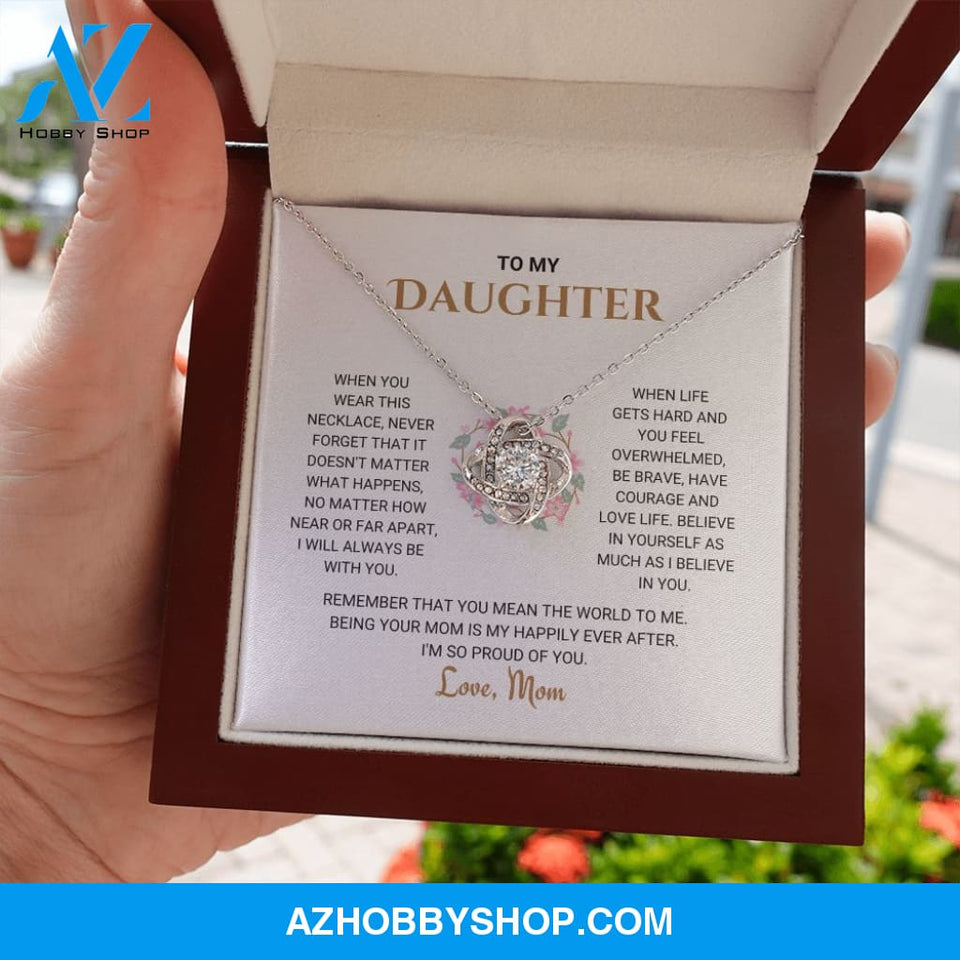 AZ
HOBBY SHOP
TO MY
DAUGHTER
WHEN YOU
WEAR THIS
NECKLACE, NEVER
FORGET THAT IT
DOESN'T MATTER
WHAT HAPPENS,
NO MATTER HOW
NEAR OR FAR APART,
I WILL ALWAYS BE
WITH YOU.
WHEN LIFE
GETS HARD AND
YOU FEEL
OVERWHELMED,
BE BRAVE, HAVE
COURAGE AND
LOVE LIFE. BELIEVE
IN YOURSELF AS
MUCH AS I BELIEVE
IN YOU.
REMEMBER THAT YOU MEAN THE WORLD TO ME.
BEING YOUR MOM IS MY HAPPILY EVER AFTER.
I'M SO PROUD OF YOU.
Love, Mom
AZHOBBYSHOP.COM